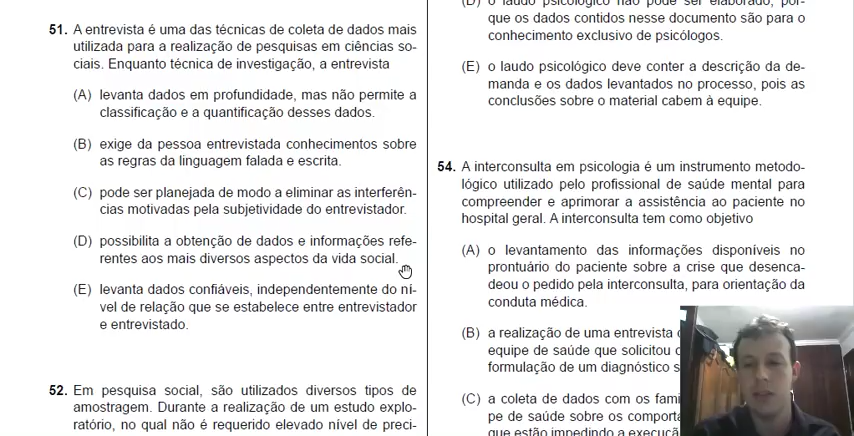 51. A entrevista é uma das técnicas de coleta de dados mais
utilizada para a realização de pesquisas em ciências so-
ciais. Enquanto técnica de investigação, a entrevista
(A) levanta dados em profundidade, mas não permite a
classificação e a quantificação desses dados.
(B) exige da pessoa entrevistada conhecimentos sobre
as regras da linguagem falada e escrita.
(C) pode ser planejada de modo a eliminar as interferên-
cias motivadas pela subjetividade do entrevistador.
(D) possibilita a obtenção de dados e informações refe-
rentes aos mais diversos aspectos da vida social.
(E) levanta dados confiáveis, independentemente do ní-
vel de relação que se estabelece entre entrevistador
e entrevistado.
52. Em pesquisa social, são utilizados diversos tipos de
amostragem. Durante a realização de um estudo explo-
ratório, no qual não é requerido elevado nível de preci-
(D) o laudo psicológico não pode ser elaborado, por-
que os dados contidos nesse documento são para o
conhecimento exclusivo de psicólogos.
(E) o laudo psicológico deve conter a descrição da de-
manda e os dados levantados no processo, pois as
conclusões sobre o material cabem à equipe.
54. A interconsulta em psicologia é um instrumento metodo-
lógico utilizado pelo profissional de saúde mental para
compreender e aprimorar a assistência ao paciente no
hospital geral. A interconsulta tem como objetivo
(A) o levantamento das informações disponíveis no
prontuário do paciente sobre a crise que desenca-
deou o pedido pela interconsulta, para orientação da
conduta médica.
(B) a realização de uma entrevista
equipe de saúde que solicitou
formulação de um diagnóstico
(C) a coleta de dados com os
pe de saúde sobre os
que estão impedindo a